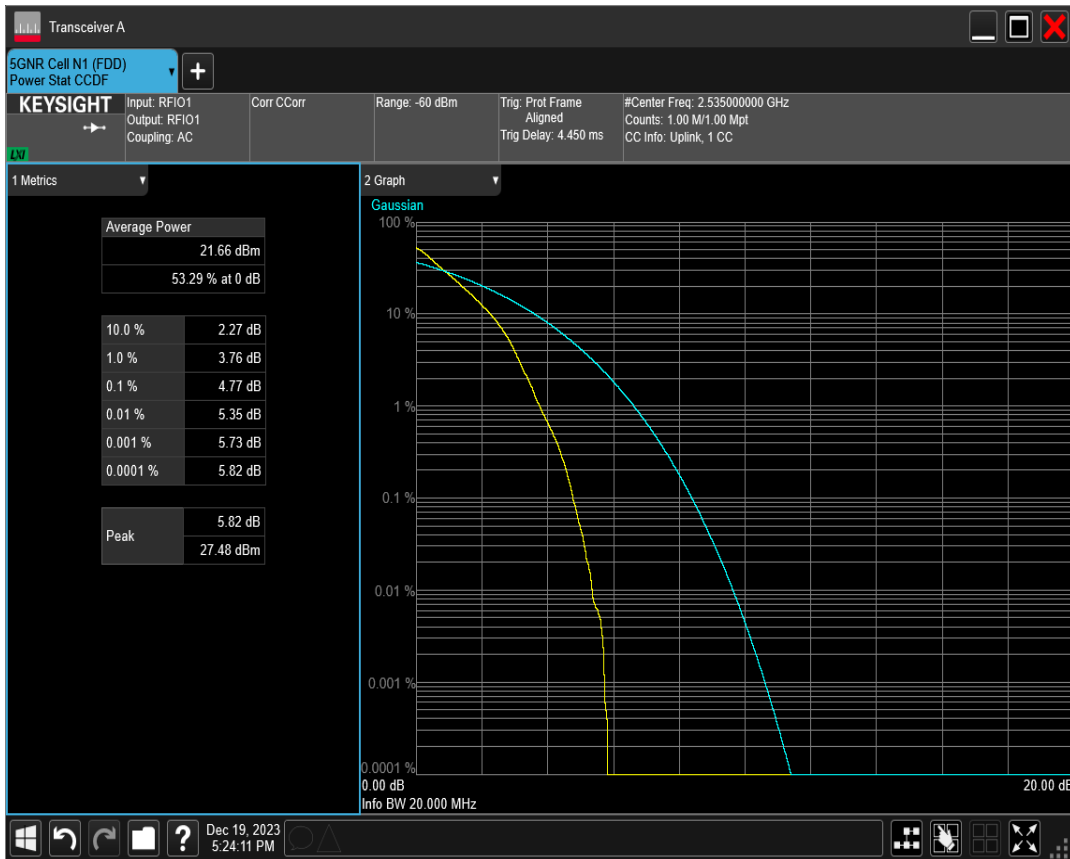 Transceiver A
5GNR Cell N1 (FDD)
Power Stat CCDF
KEYSIGHT
LXI
Input: RFIO1
Output: RFIO1
Coupling: AC
Corr CCorr
Range: -60 dBm
Trig: Prot Frame
Aligned
Trig Delay: 4.450 ms
#Center Freq: 2.535000000 GHz
Counts: 1.00 M/1.00 Mpt
CC Info: Uplink, 1 CC
1 Metrics
Average Power
21.66 dBm
53.29 % at 0 dB
10.0 % 2.27 dB
1.0 % 3.76 dB
0.1 % 4.77 dB
0.01 % 5.35 dB
0.001 % 5.73 dB
0.0001 % 5.82 dB
Peak
5.82 dB
27.48 dBm
2 Graph
Gaussian
100 %
10 %
1 %
0.1 %
0.01 %
0.001 %
0.0001 %
0.00 dB
20.00 dB
Info BW 20.000 MHz
Dec 19, 2023
5:24:11 PM